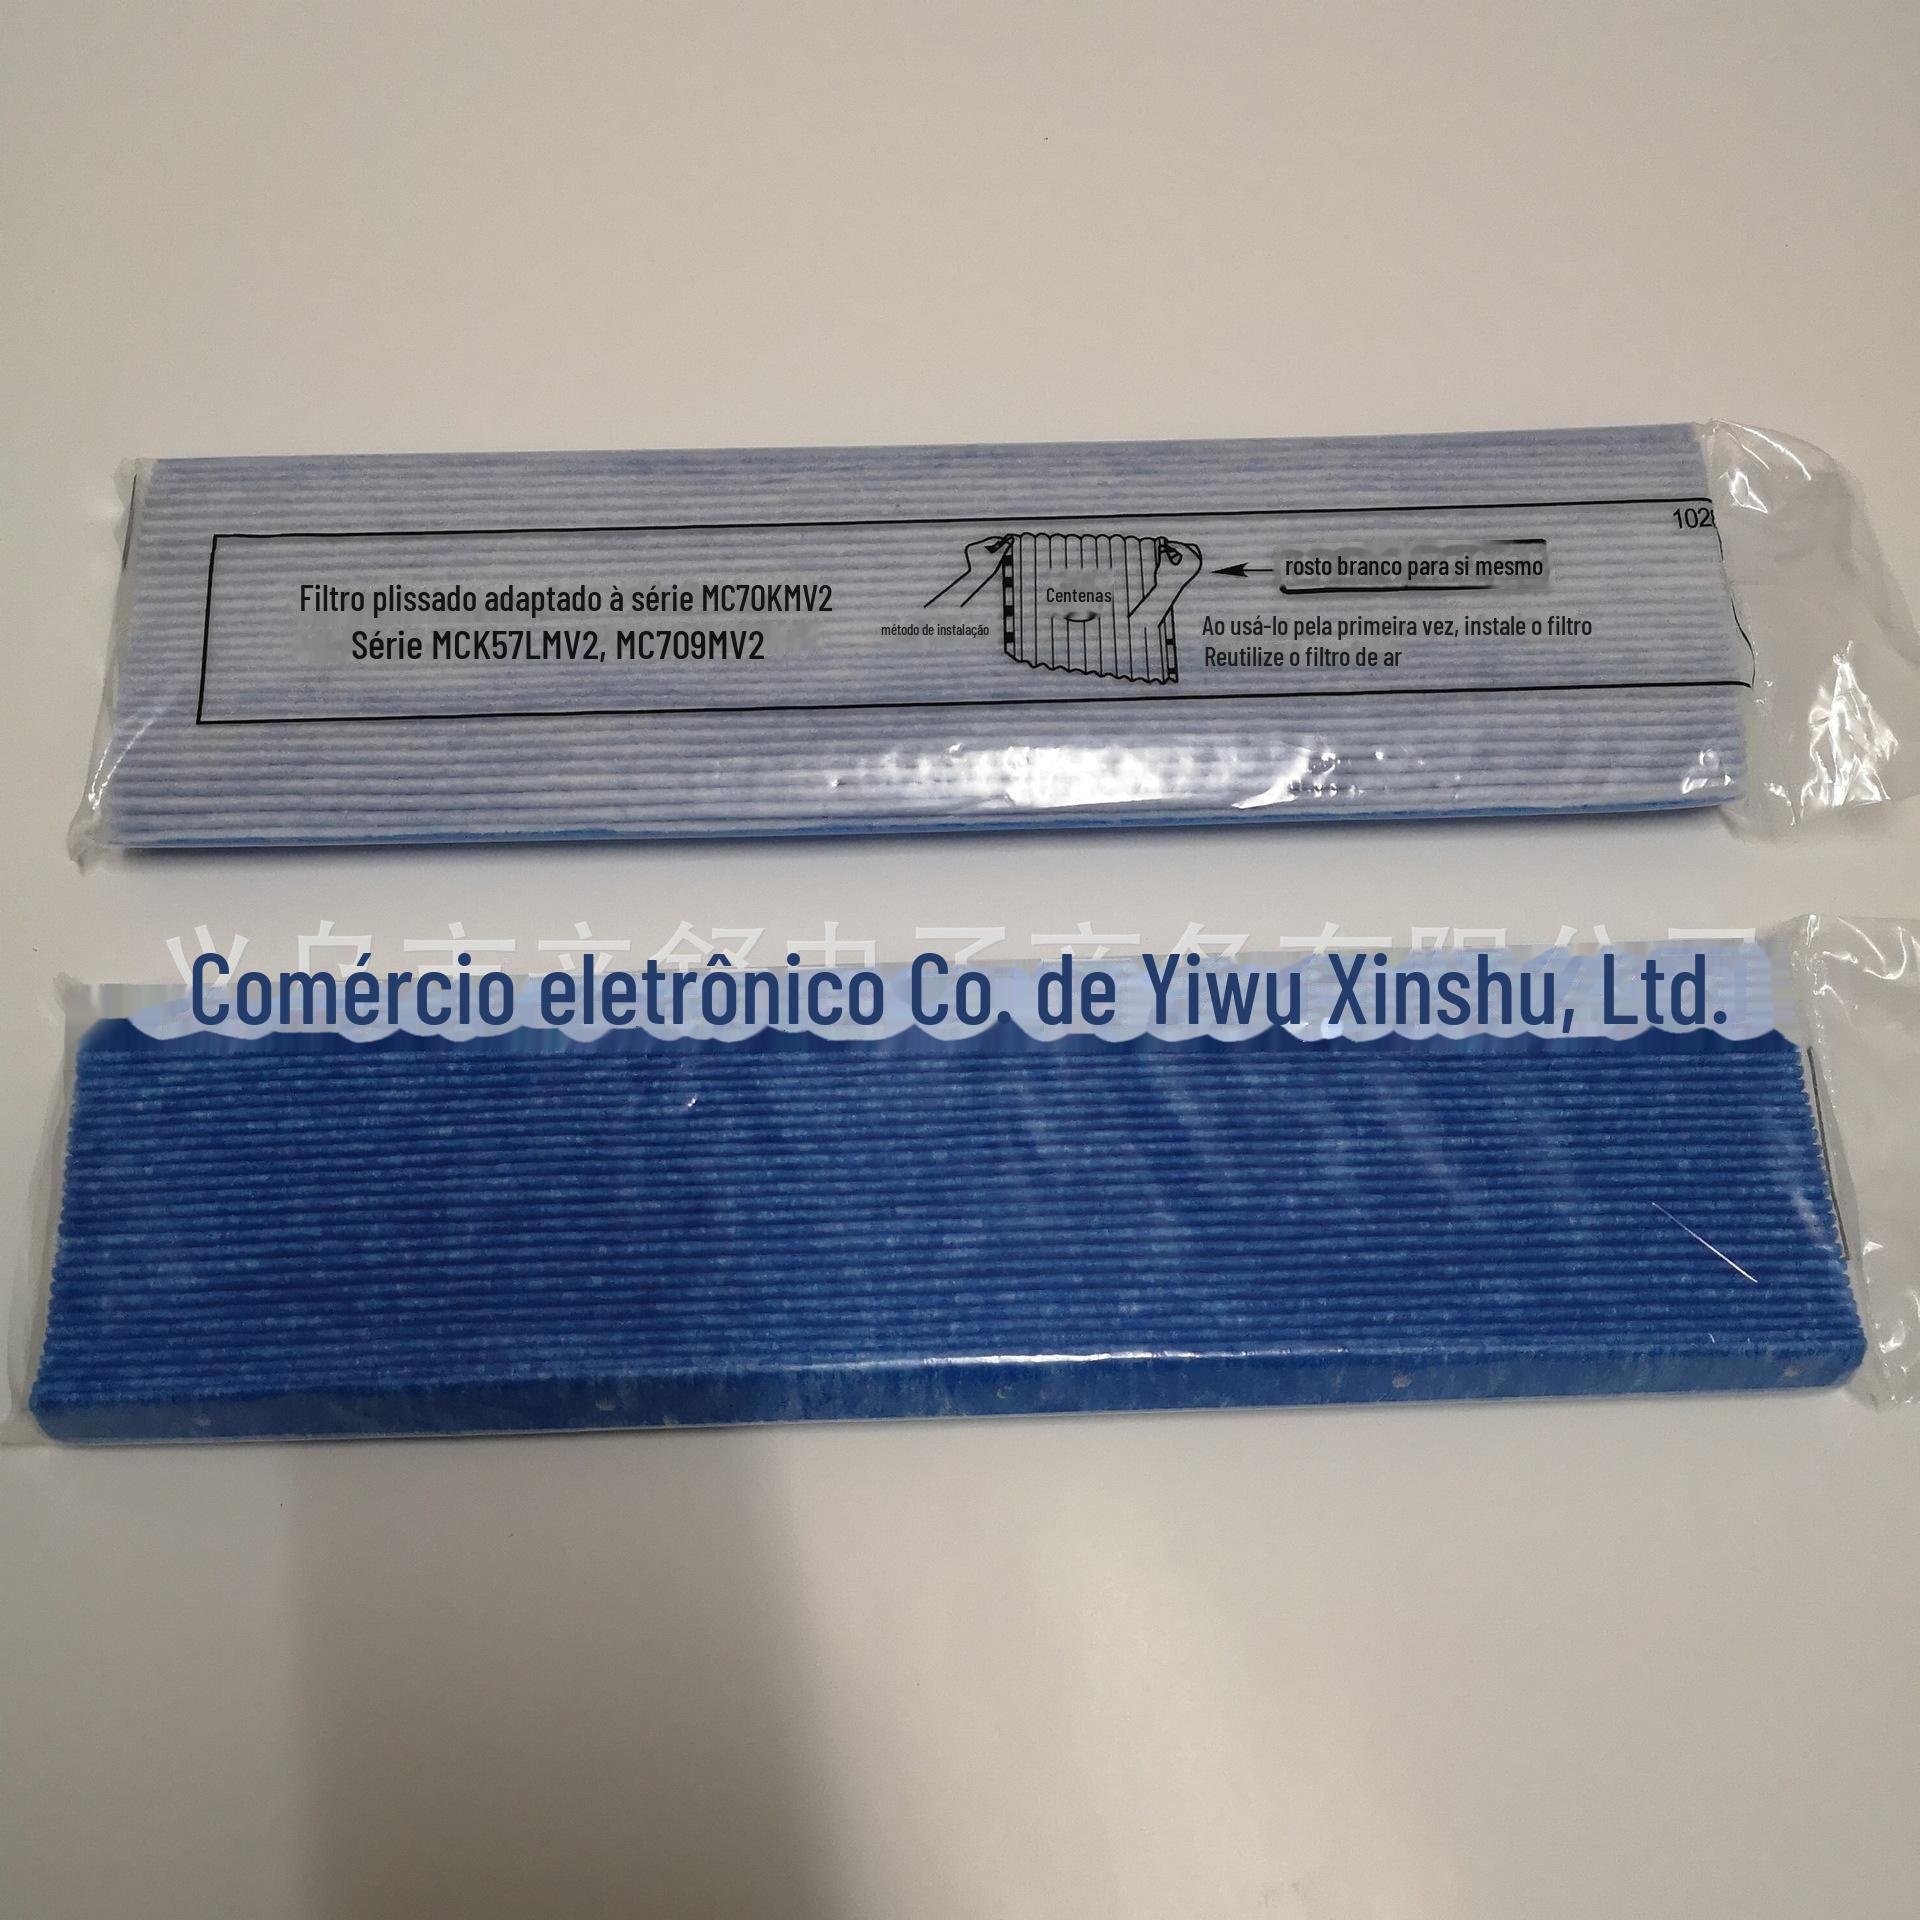 102
Filtro plissado adaptado à série MC70KMV2
Série MCK57LMV2, MC709MV2
método de instalação
Centenas
rosto branco para si mesmo
Ao usá-lo pela primeira vez, instale o filtro
Reutilize o filtro de ar
Comércio eletrônico Co. de Yiwu Xinshu, Ltd.